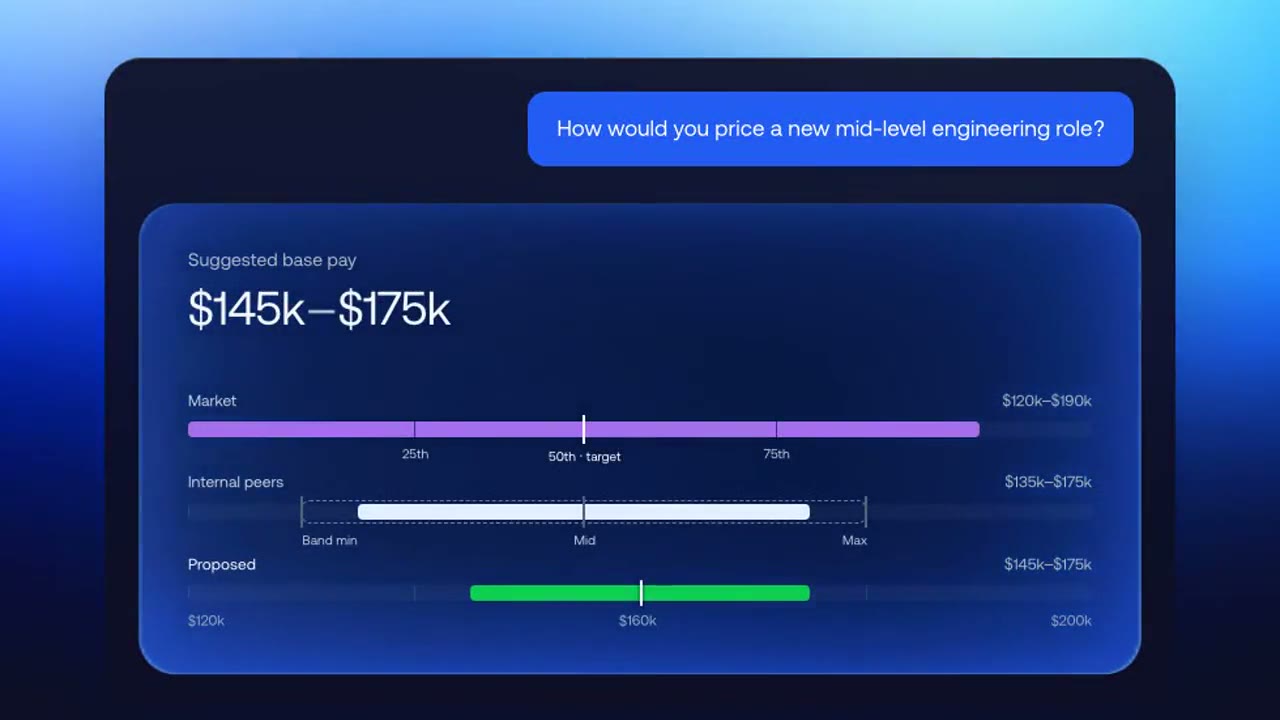 How would you price a new mid-level engineering role?
Suggested base pay
$145k–$175k
Market $120k–$190k
25th 50th · target 75th
Internal peers $135k–$175k
Band min Mid Max
Proposed $145k–$175k
$120k $160k $200k